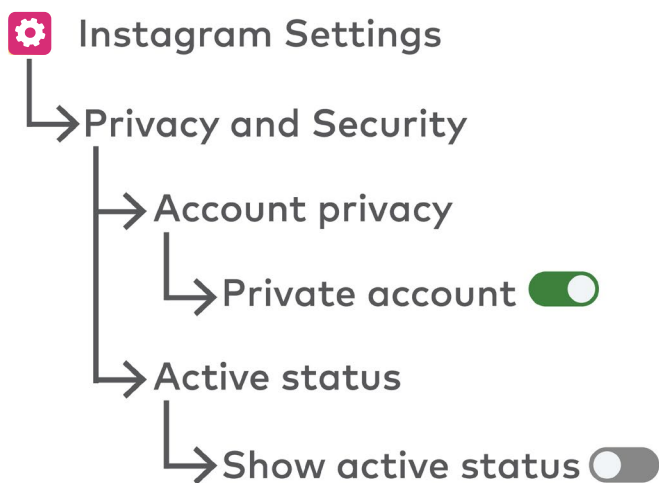 Instagram Settings
Privacy and Security
Account privacy
Private account
Active status
Show active status